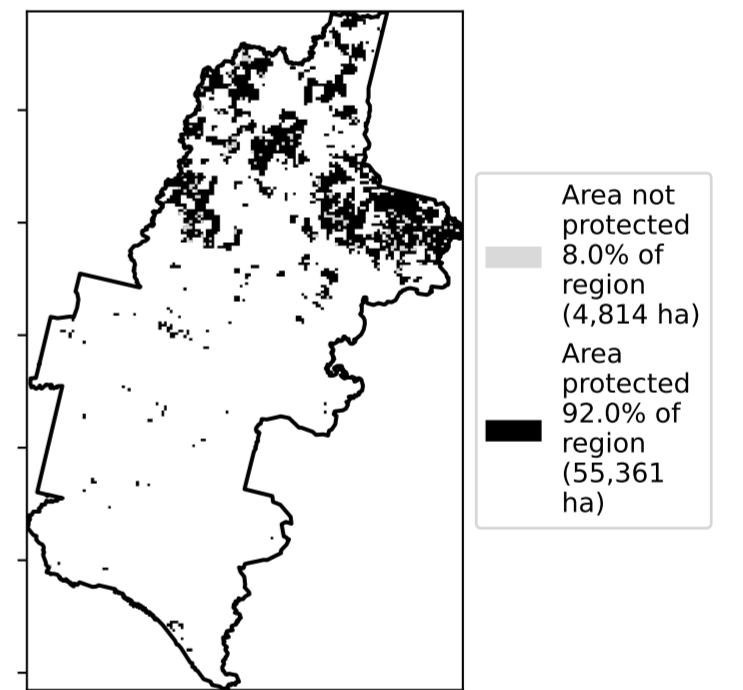 Area not
protected
8.0% of
region
(4,814 ha)
Area
protected
92.0% of
region
(55,361
ha)